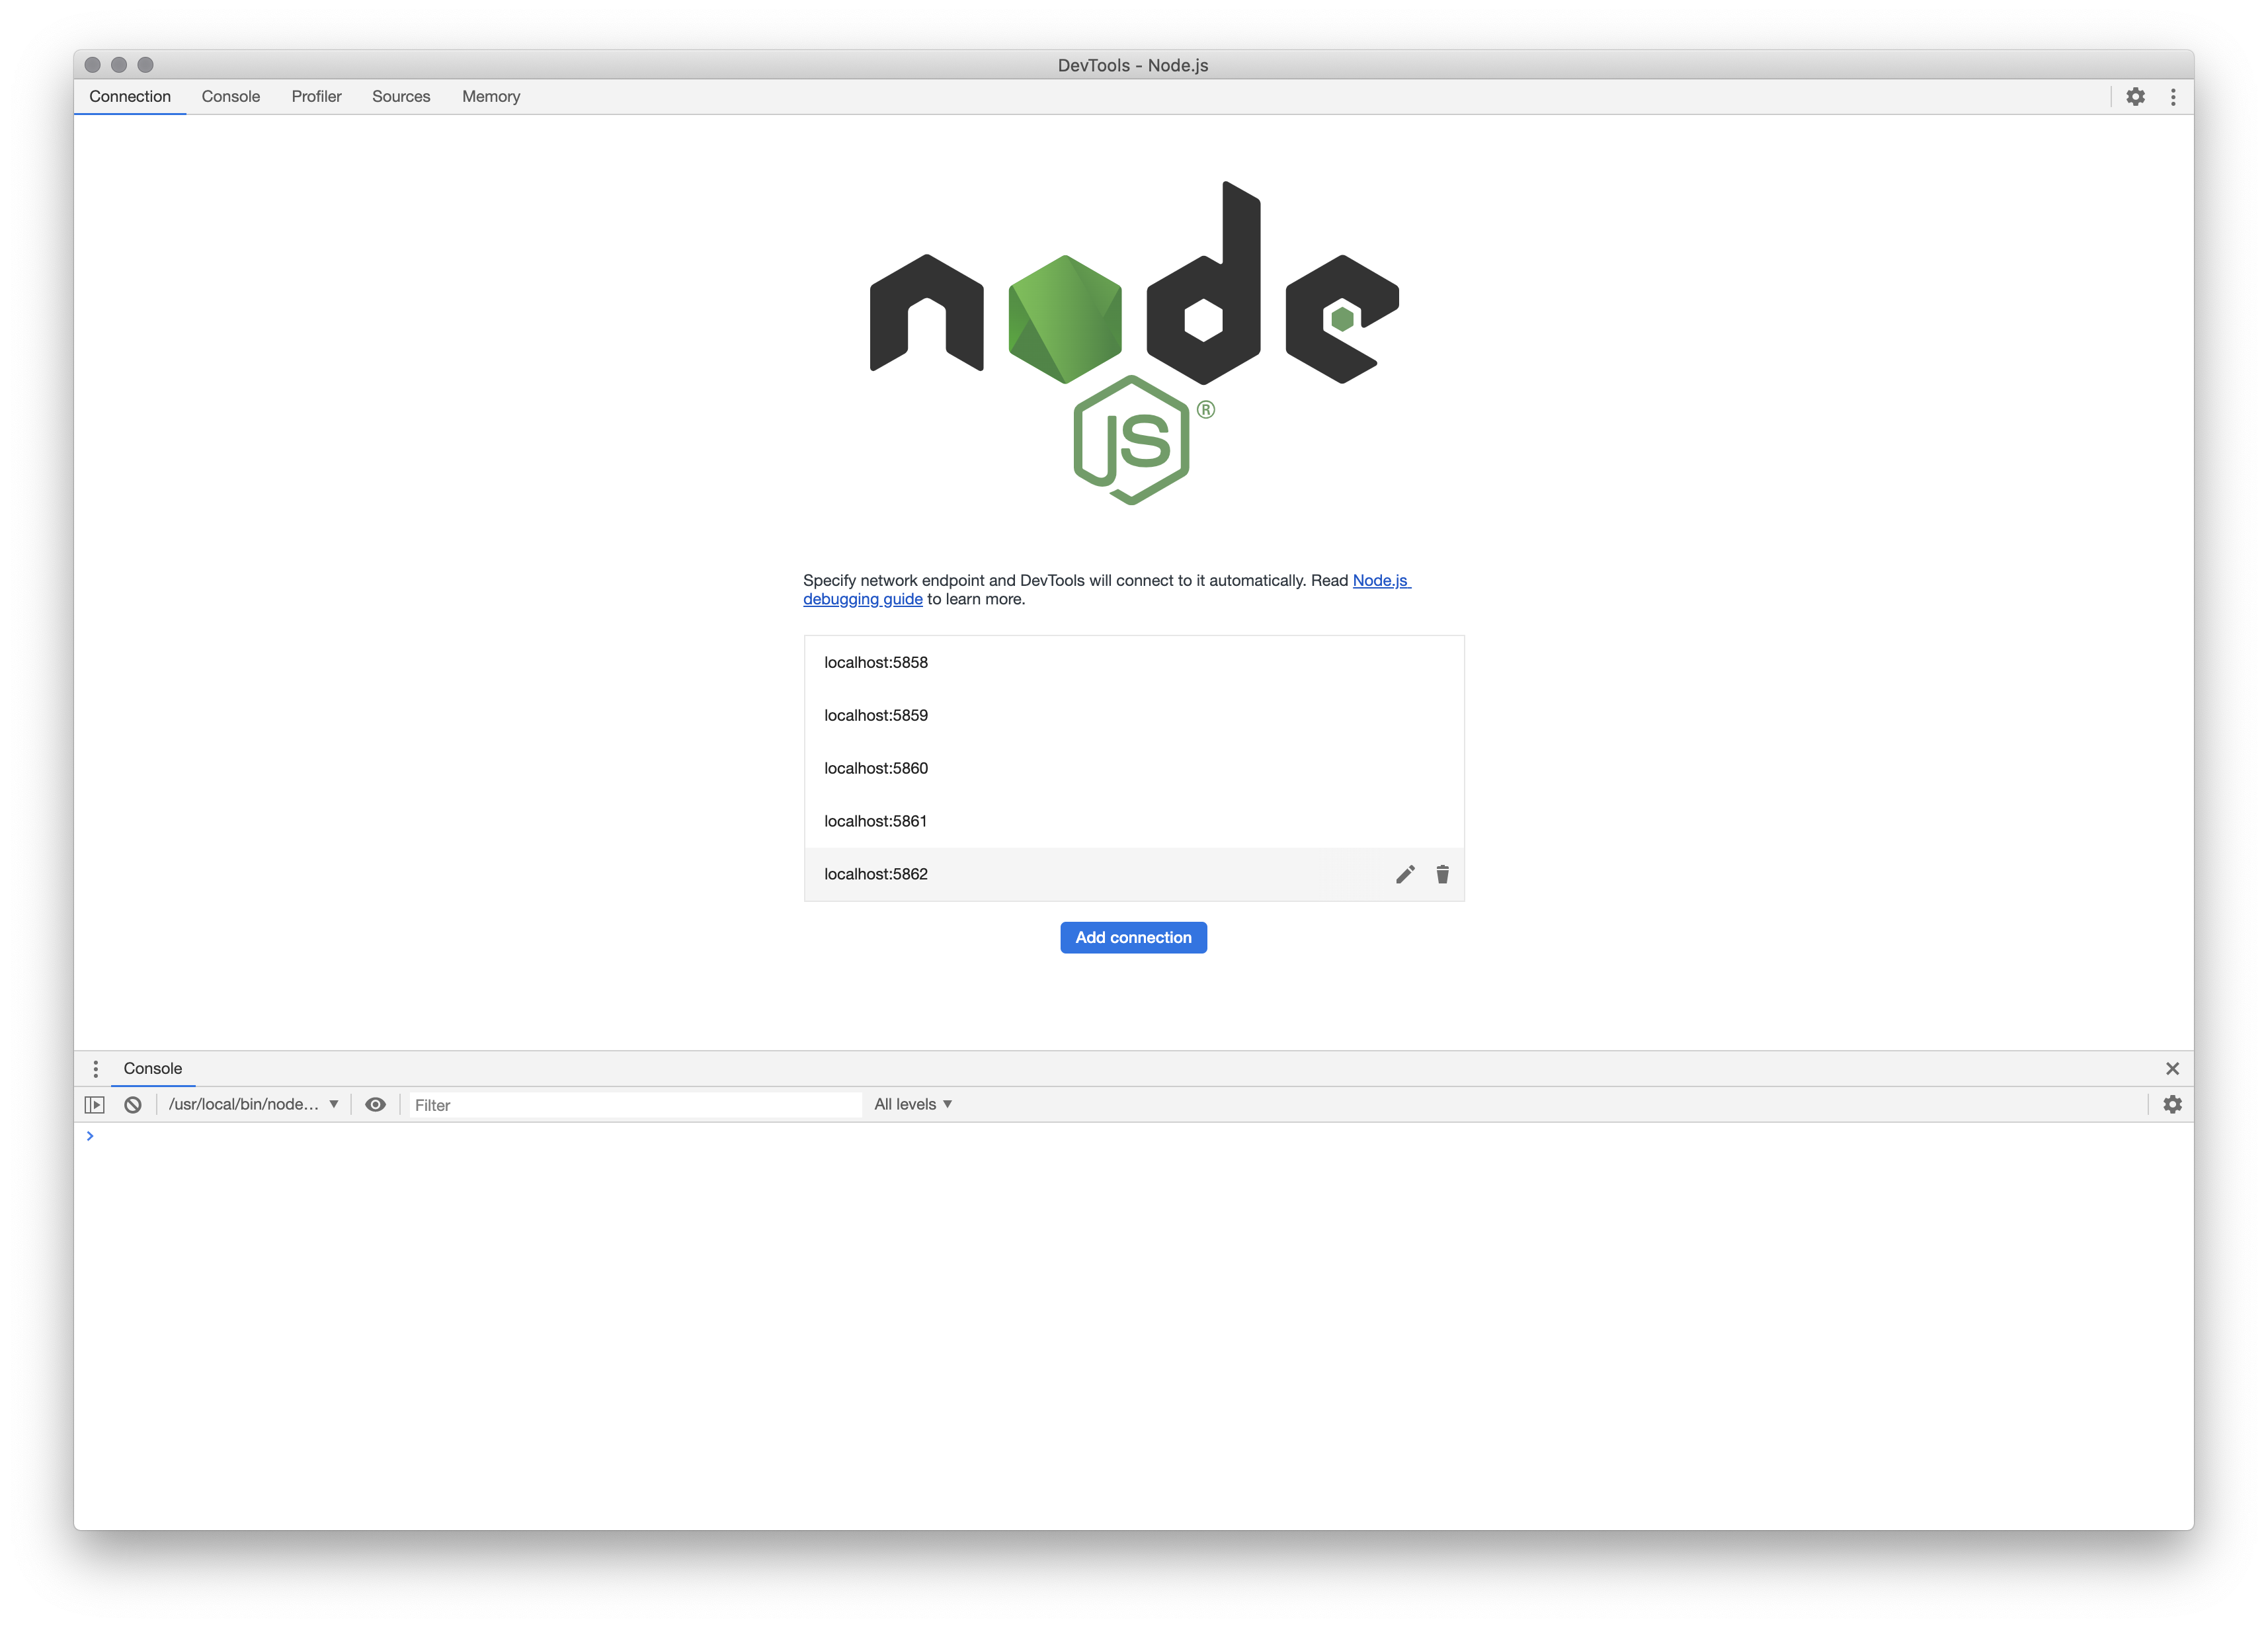 DevTools - Node.js
Connection Console Profiler Sources Memory
node
JS ®
Specify network endpoint and DevTools will connect to it automatically. Read Node.js
debugging guide to learn more.
localhost:5858
localhost:5859
localhost:5860
localhost:5861
localhost:5862
Add connection
Console
/usr/local/bin/node... Filter All levels